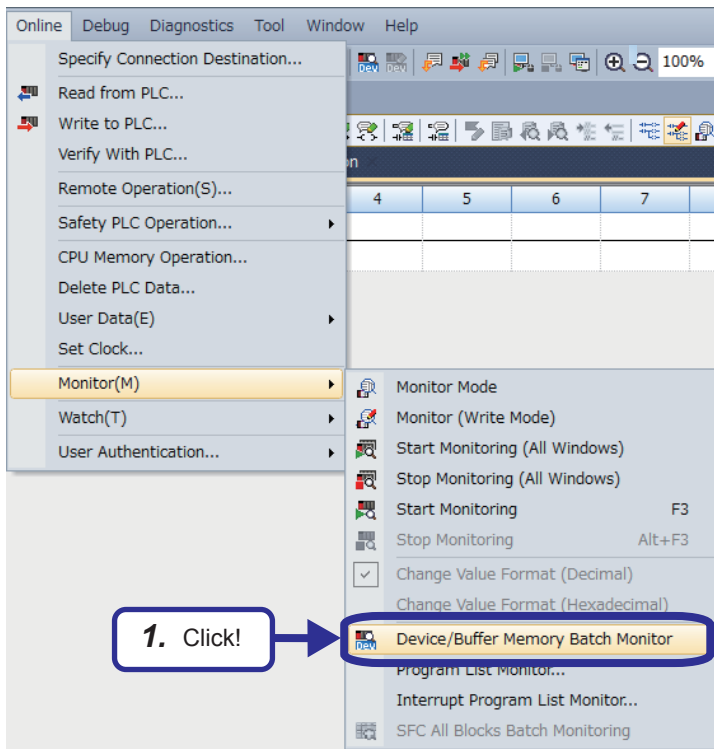 Online Debug Diagnostics Tool Window Help
Specify Connection Destination...
Dev Dev 100%
Read from PLC...
Write to PLC...
Verify With PLC...
on
Remote Operation(S)...
4 5 6 7
Safety PLC Operation...
CPU Memory Operation...
Delete PLC Data...
User Data(E)
Set Clock...
Monitor(M)
Monitor Mode
Watch(T)
Monitor (Write Mode)
User Authentication...
Start Monitoring (All Windows)
Stop Monitoring (All Windows)
Start Monitoring F3
Stop Monitoring Alt+F3
Change Value Format (Decimal)
Change Value Format (Hexadecimal)
1. Click!
Dev Device/Buffer Memory Batch Monitor
Program List Monitor...
Interrupt Program List Monitor...
SFC All Blocks Batch Monitoring